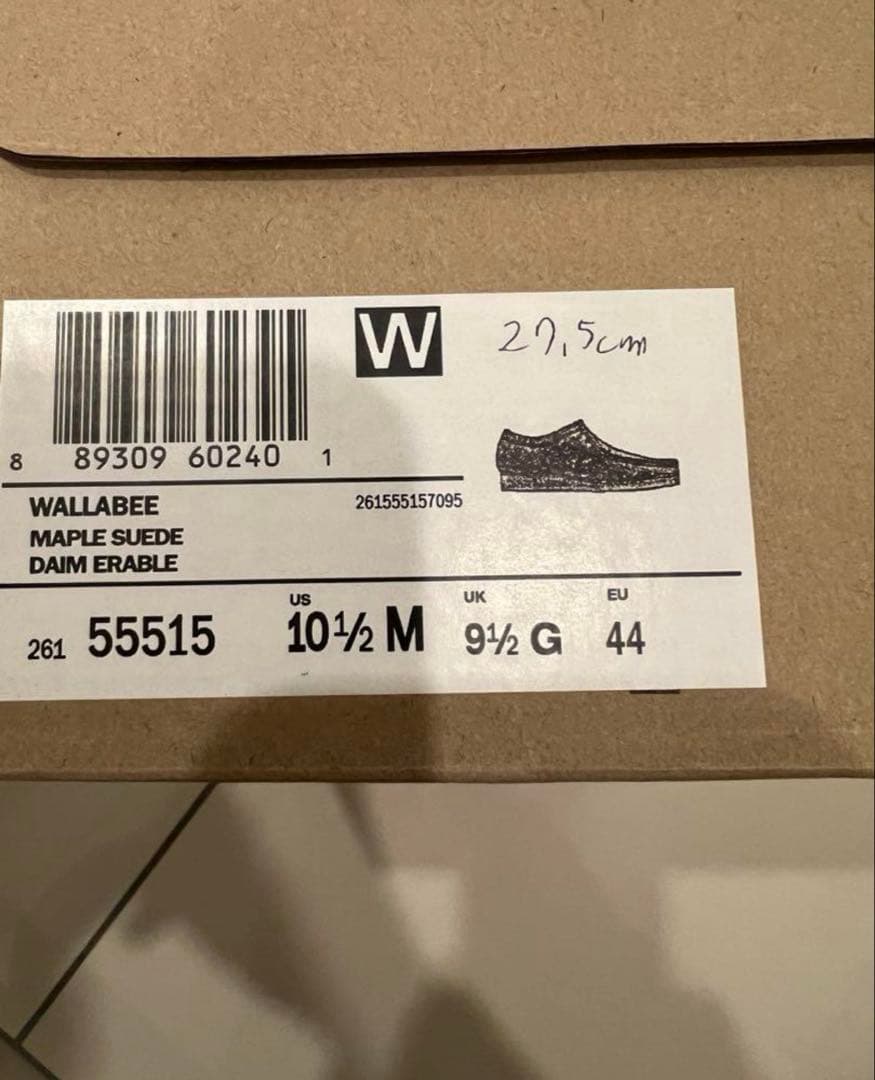 W
27,5cm
8 89309 60240 1
WALLABEE
261555157095
MAPLE SUEDE
DAIM ERABLE
US UK EU
261 55515 10½ M 9½ G 44